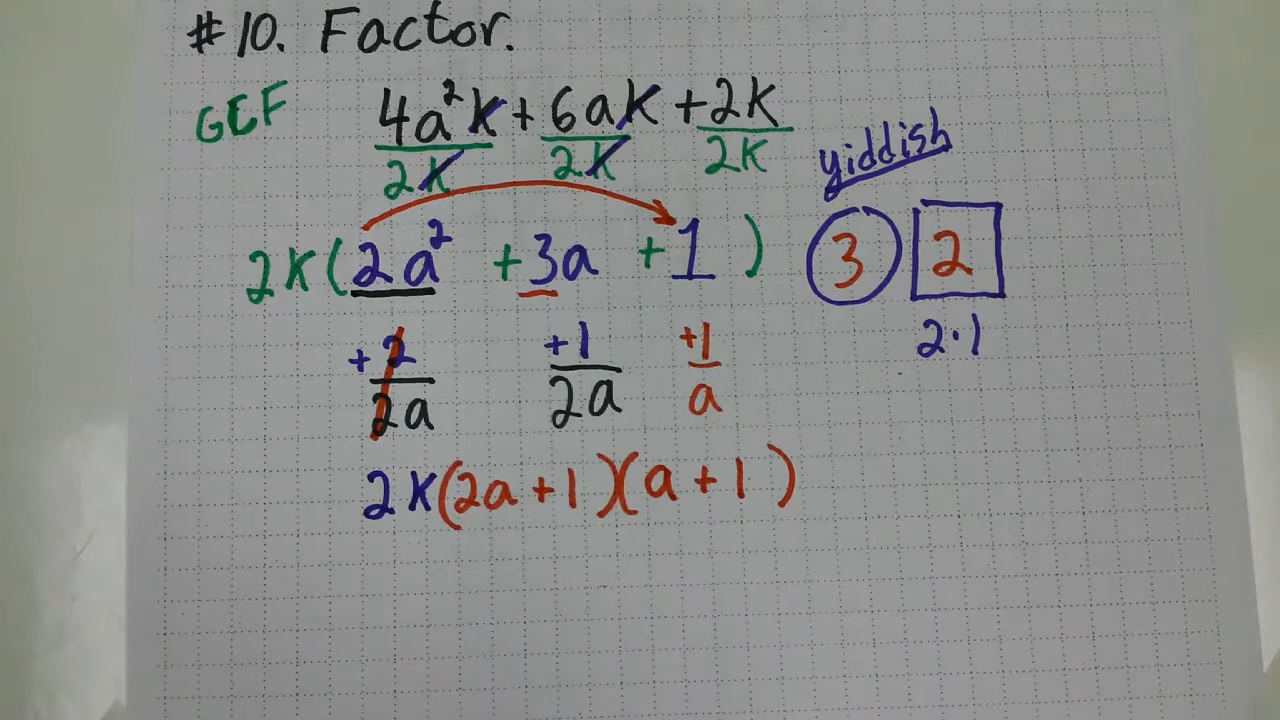 #10. Factor.
GCF
4a²k + 6ak + 2k
2k 2k 2k
yiddish
2k(2a² + 3a + 1)
3 2
2·1
+2 +1 +1
2a 2a a
2k(2a + 1)(a + 1)